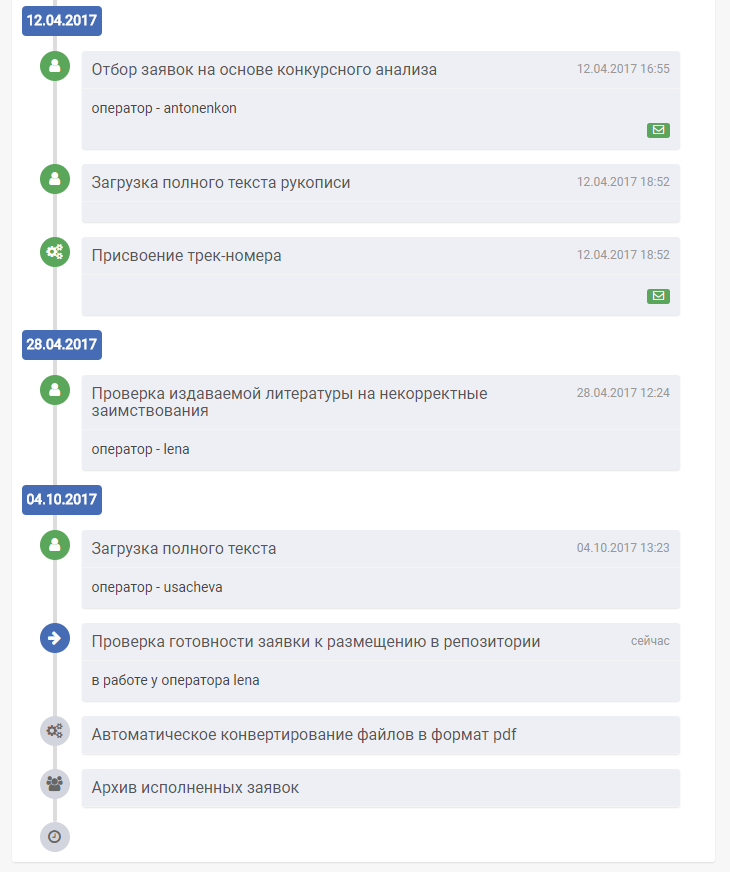 12.04.2017
Отбор заявок на основе конкурсного анализа 12.04.2017 16:55
оператор - antonenkon
Загрузка полного текста рукописи 12.04.2017 18:52
Присвоение трек-номера 12.04.2017 18:52
28.04.2017
Проверка издаваемой литературы на некорректные 28.04.2017 12:24
заимствования
оператор - lena
04.10.2017
Загрузка полного текста 04.10.2017 13:23
оператор - usacheva
Проверка готовности заявки к размещению в репозитории сейчас
в работе у оператора lena
Автоматическое конвертирование файлов в формат pdf
Архив исполненных заявок